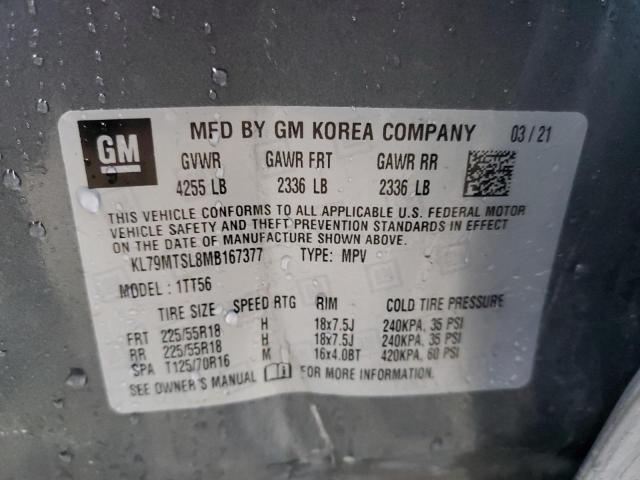 GM
MFD BY GM KOREA COMPANY 03/21
GVWR GAWR FRT GAWR RR
4255 LB 2336 LB 2336 LB
THIS VEHICLE CONFORMS TO ALL APPLICABLE U.S. FEDERAL MOTOR
VEHICLE SAFETY AND THEFT PREVENTION STANDARDS IN EFFECT ON
THE DATE OF MANUFACTURE SHOWN ABOVE.
KL79MTSL8MB167377 TYPE: MPV
MODEL: 1TT56
TIRE SIZE SPEED RTG RIM COLD TIRE PRESSURE
FRT 225/55R18 H 18x7.5J 240KPA, 35 PSI
RR 225/55R18 H 18x7.5J 240KPA, 35 PSI
SPA T125/70R16 M 16x4.0BT 420KPA, 60 PSI
SEE OWNER'S MANUAL FOR MORE INFORMATION.